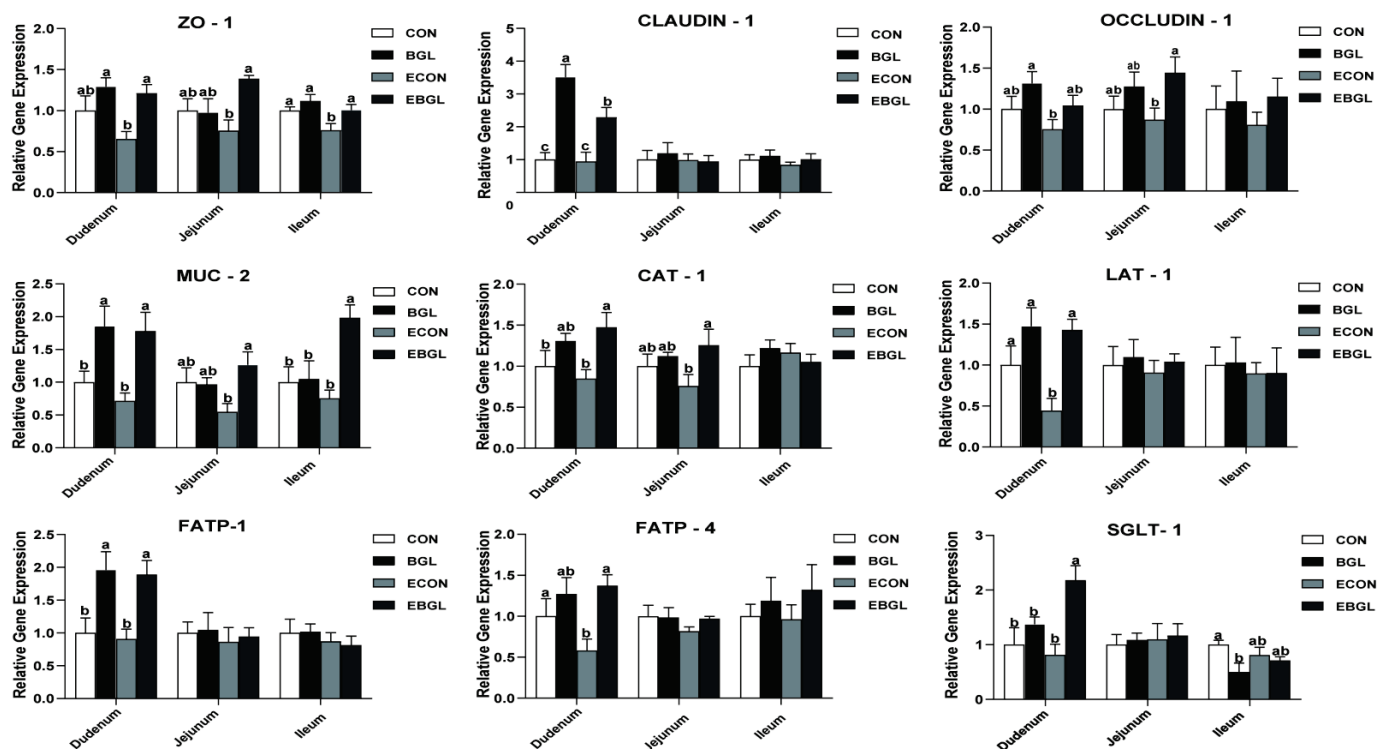 ZO - 1
Relative Gene Expression
2.0
1.5
1.0
0.5
0.0
ab a b a
ab ab b a
a a b a
Dudenum
Jejunum
Ileum
CON
BGL
ECON
EBGL
CLAUDIN - 1
Relative Gene Expression
5
4
3
2
1
0
c a c b
Dudenum
Jejunum
Ileum
CON
BGL
ECON
EBGL
OCCLUDIN - 1
Relative Gene Expression
2.0
1.5
1.0
0.5
0.0
ab a b ab
ab ab b a
Dudenum
Jejunum
Ileum
CON
BGL
ECON
EBGL
MUC - 2
Relative Gene Expression
2.5
2.0
1.5
1.0
0.5
0.0
b a b a
ab ab b a
b b b a
Dudenum
Jejunum
Ileum
CON
BGL
ECON
EBGL
CAT - 1
Relative Gene Expression
2.0
1.5
1.0
0.5
0.0
b ab b a
ab ab b a
Dudenum
Jejunum
Ileum
CON
BGL
ECON
EBGL
LAT - 1
Relative Gene Expression
2.0
1.5
1.0
0.5
0.0
a a b a
Dudenum
Jejunum
Ileum
CON
BGL
ECON
EBGL
FATP-1
Relative Gene Expression
2.5
2.0
1.5
1.0
0.5
0.0
b a b a
Dudenum
Jejunum
Ileum
CON
BGL
ECON
EBGL
FATP - 4
Relative Gene Expression
2.0
1.5
1.0
0.5
0.0
a ab b a
Dudenum
Jejunum
Ileum
CON
BGL
ECON
EBGL
SGLT- 1
Relative Gene Expression
3
2
1
0
b b b a
a b ab ab
Dudenum
Jejunum
Ileum
CON
BGL
ECON
EBGL